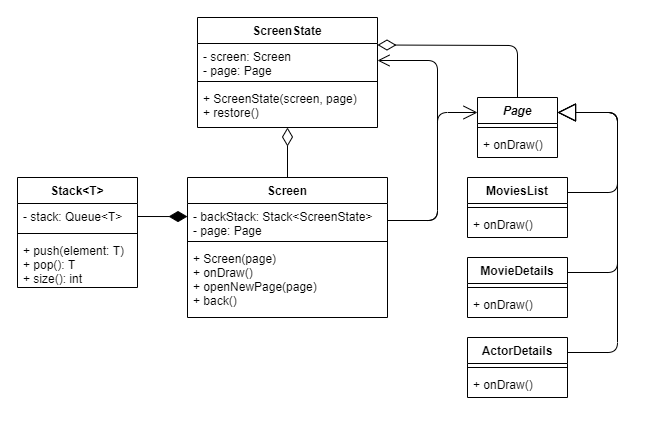 ScreenState
- screen: Screen
- page: Page
+ ScreenState(screen, page)
+ restore()
Page
+ onDraw()
Stack<T>
- stack: Queue<T>
+ push(element: T)
+ pop(): T
+ size(): int
Screen
- backStack: Stack<ScreenState>
- page: Page
+ Screen(page)
+ onDraw()
+ openNewPage(page)
+ back()
MoviesList
+ onDraw()
MovieDetails
+ onDraw()
ActorDetails
+ onDraw()